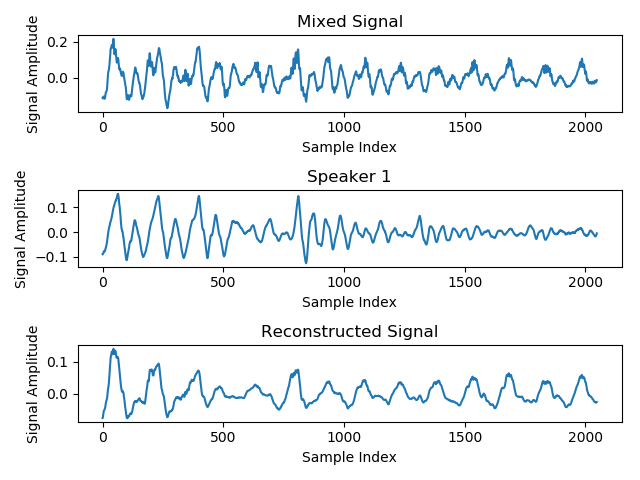 Mixed Signal
Signal Amplitude
0.2
0.0
0
500
1000
1500
2000
Sample Index
Speaker 1
Signal Amplitude
0.1
0.0
−0.1
0
500
1000
1500
2000
Sample Index
Reconstructed Signal
Signal Amplitude
0.1
0.0
0
500
1000
1500
2000
Sample Index